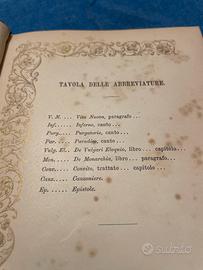 TAVOLA DELLE ABBREVIATURE.
V. N. . . . Vita Nuova, paragrafo . . .
Inf. . . . . Inferno, canto . . .
Purg. . . . . Purgatorio, canto . . .
Par. . . . . Paradiso, canto . . .
Vulg. El. . . De Vulgari Eloquio, libro . . . capitolo . . .
Mon. . . . . De Monarchia, libro . . . paragrafo . . .
Conv. . . . . Convito, trattato . . . capitolo . . .
Canz. . . . . Canzoniere.
Ep. . . . . Epistole.
subito.it